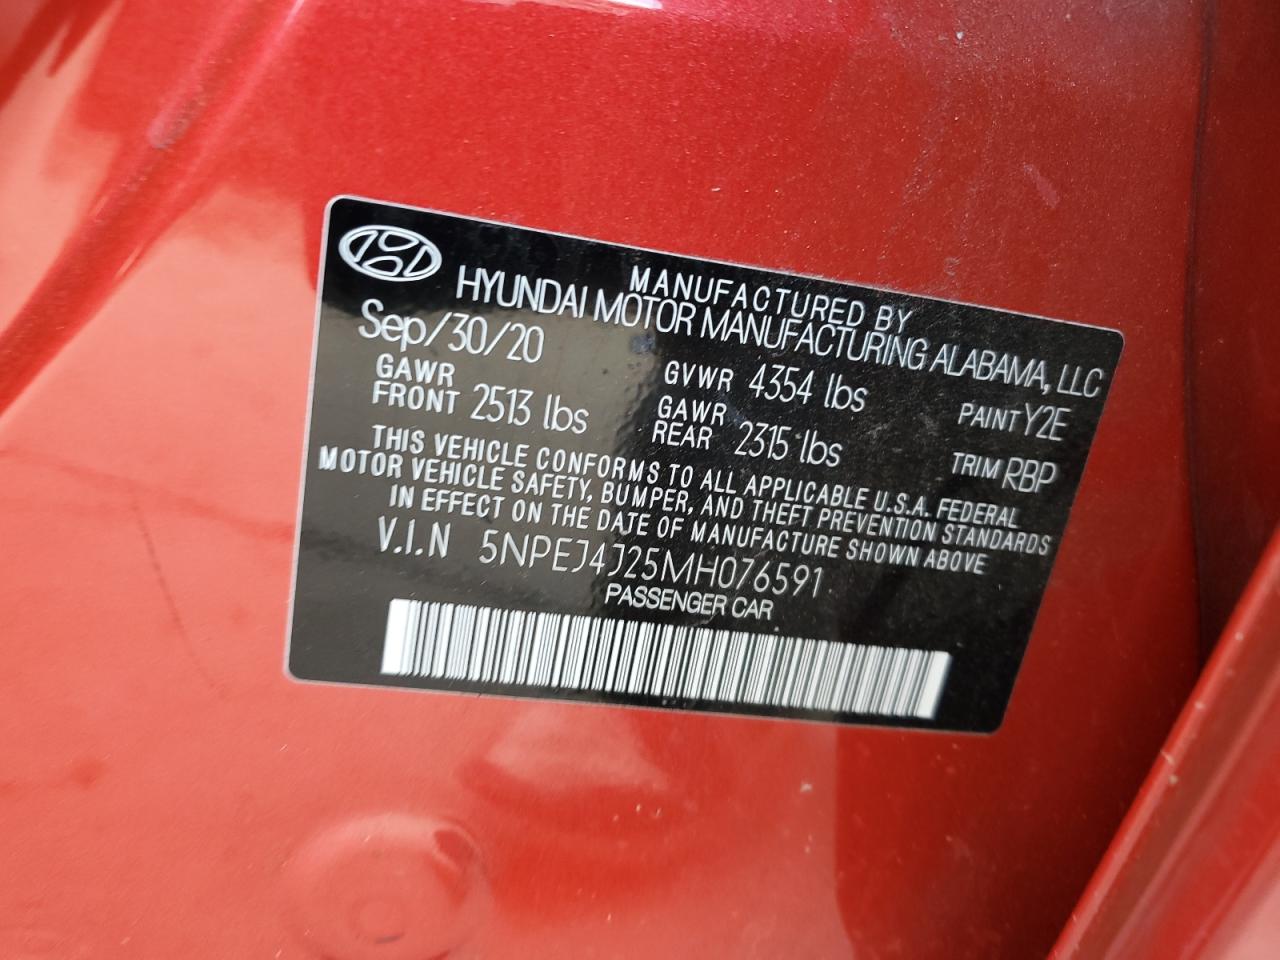 MANUFACTURED BY
HYUNDAI MOTOR MANUFACTURING ALABAMA, LLC
Sep/30/20
GVWR 4354 lbs
PAINT Y2E
GAWR
FRONT 2513 lbs
GAWR
REAR 2315 lbs
TRIM RBP
THIS VEHICLE CONFORMS TO ALL APPLICABLE U.S.A. FEDERAL
MOTOR VEHICLE SAFETY, BUMPER, AND THEFT PREVENTION STANDARDS
IN EFFECT ON THE DATE OF MANUFACTURE SHOWN ABOVE
V.I.N 5NPEJ4J25MH076591
PASSENGER CAR